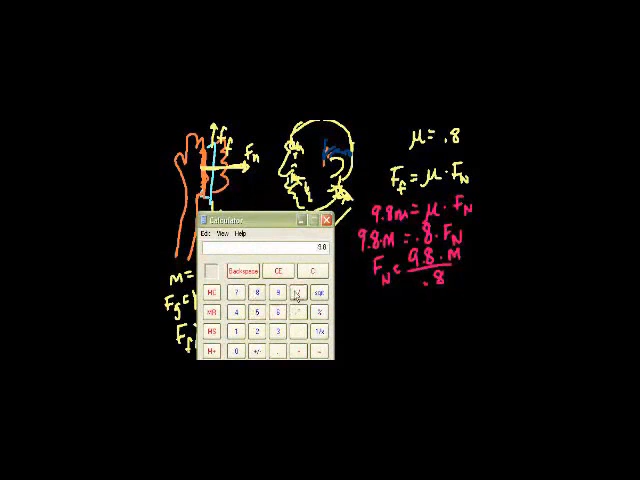 μ = .8
F_f
F_n
F_f = μ · F_N
9.8m = μ · F_N
9.8·m = .8 · F_N
F_N = 9.8 · m / .8
m =
F_g =
F_f
Calculator
Edit View Help
9.8
Backspace CE C
MC 7 8 9 / sqrt
MR 4 5 6 * %
MS 1 2 3 1/x
M+ 0 +/- . + =